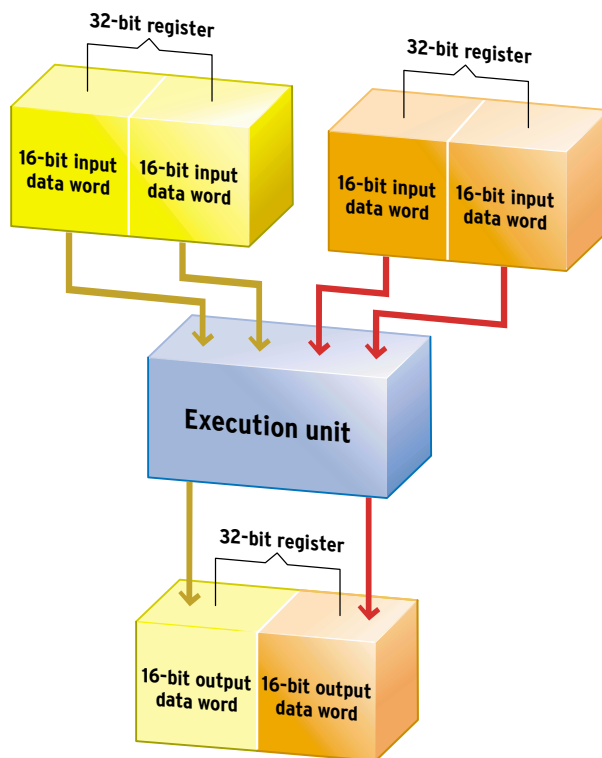 32-bit register
32-bit register
16-bit input
data word
16-bit input
data word
16-bit input
data word
16-bit input
data word
Execution unit
32-bit register
16-bit output
data word
16-bit output
data word